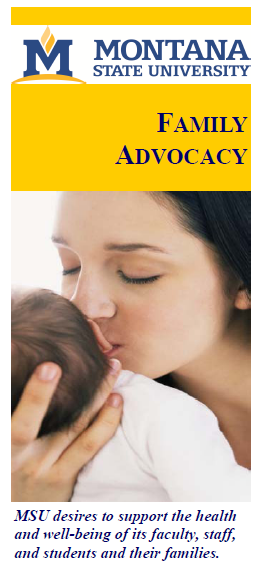 M MONTANA
STATE UNIVERSITY
FAMILY
ADVOCACY
MSU desires to support the health
and well-being of its faculty, staff,
and students and their families.